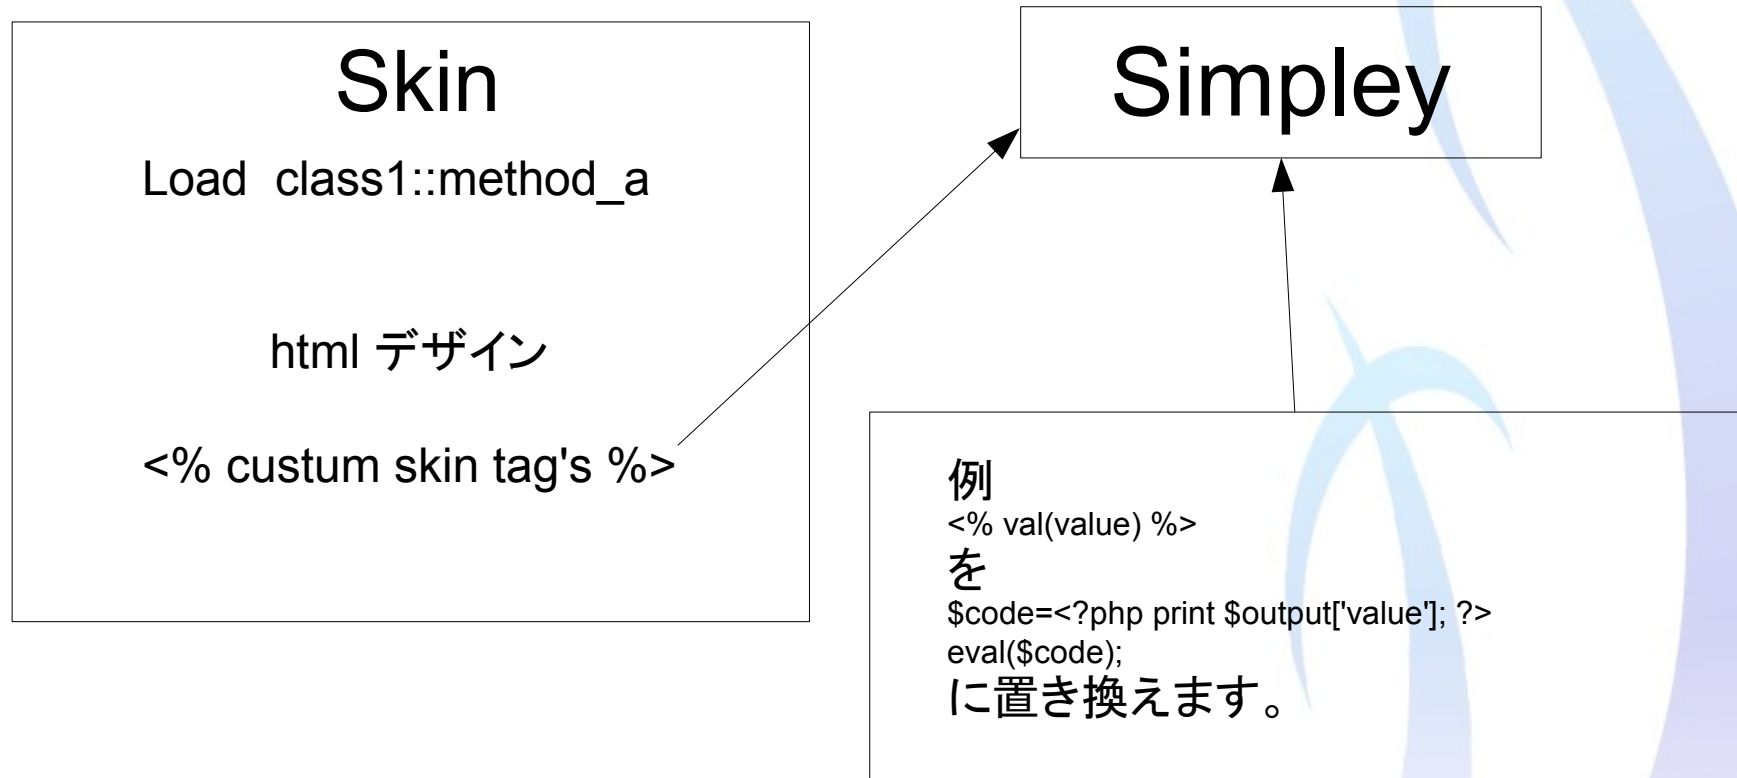 Skin
Load class1::method_a
html デザイン
<% custum skin tag's %>
Simpley
例
<% val(value) %>
を
$code=<?php print $output['value']; ?>
eval($code);
に置き換えます。